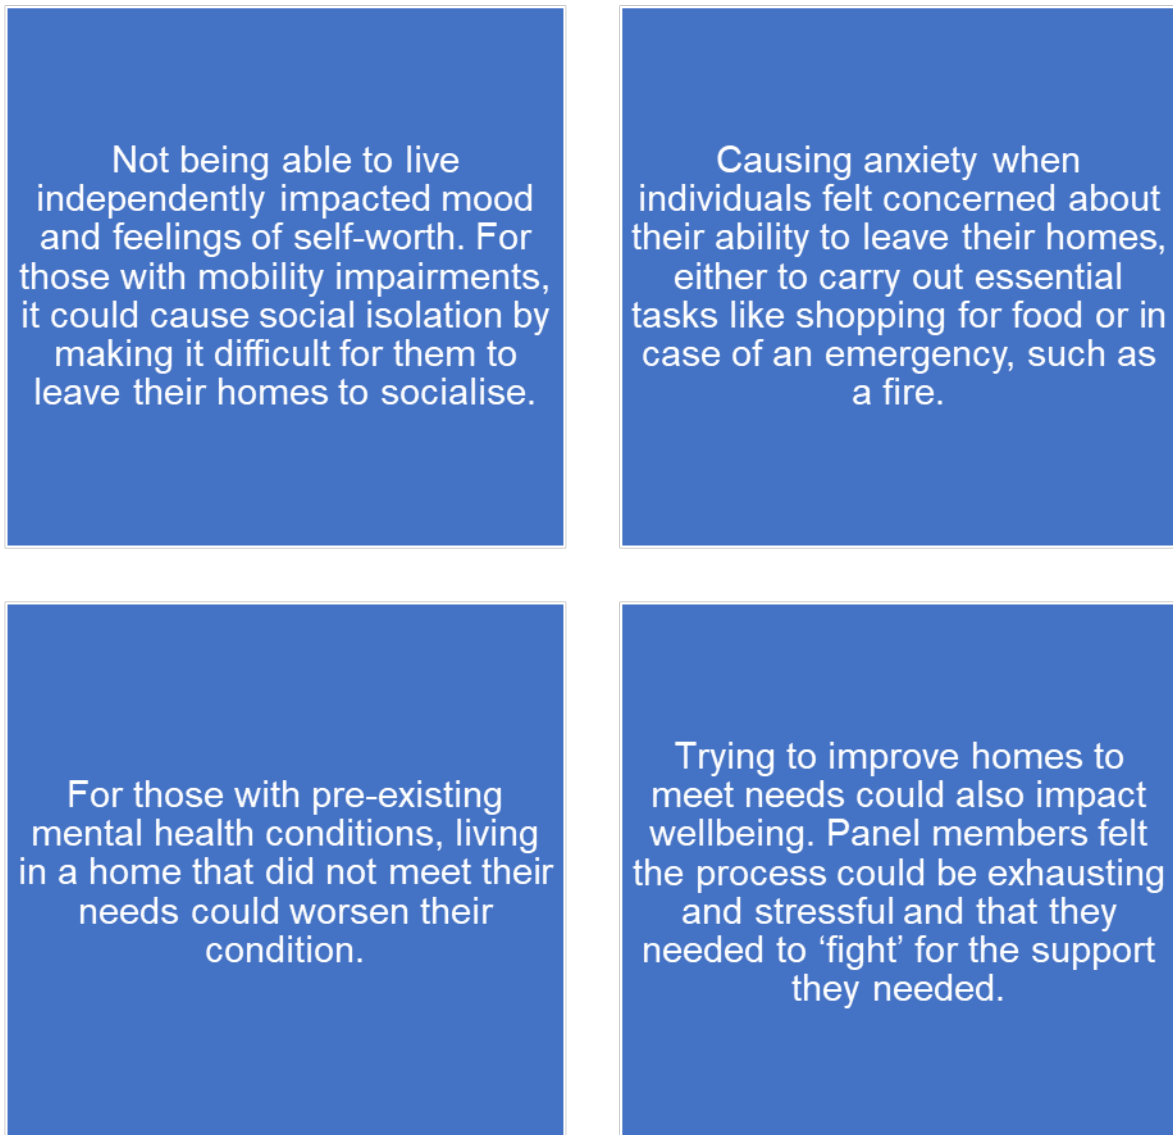 Not being able to live
independently impacted mood
and feelings of self-worth. For
those with mobility impairments,
it could cause social isolation by
making it difficult for them to
leave their homes to socialise.
Causing anxiety when
individuals felt concerned about
their ability to leave their homes,
either to carry out essential
tasks like shopping for food or in
case of an emergency, such as
a fire.
For those with pre-existing
mental health conditions, living
in a home that did not meet their
needs could worsen their
condition.
Trying to improve homes to
meet needs could also impact
wellbeing. Panel members felt
the process could be exhausting
and stressful and that they
needed to ‘fight’ for the support
they needed.